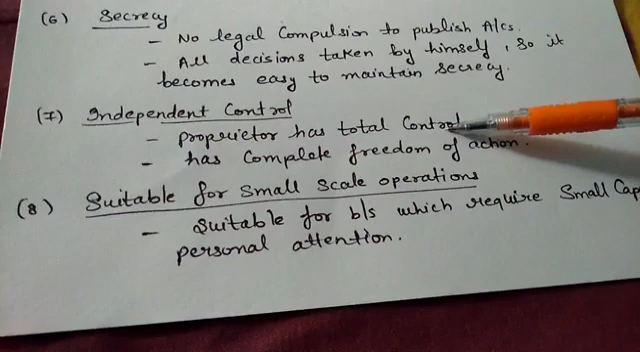 (6) Secrecy
- No legal Compulsion to publish A/cs.
- All decisions taken by himself, so it
becomes easy to maintain secrecy.
(7) Independent Control
- proprietor has total Control
- has complete freedom of action.
(8) Suitable for small scale operations
- Suitable for b/s which require Small Cap
personal attention.